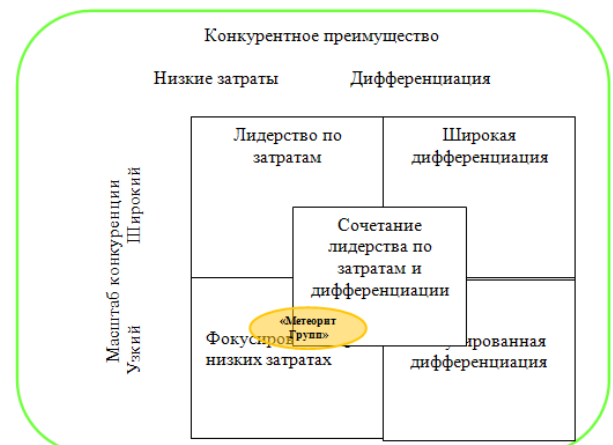 Конкурентное преимущество
Низкие затраты Дифференциация
Масштаб конкуренции
Широкий
Узкий
Лидерство по
затратам
Широкая
дифференциация
Сочетание
лидерства по
затратам и
дифференциации
«Метеорит
Групп»
низких затратах
дифференциация